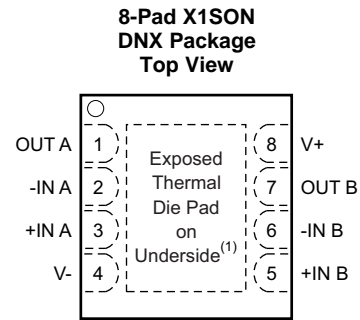 8-Pad X1SON
DNX Package
Top View
OUT A 1 8 V+
-IN A 2 7 OUT B
+IN A 3 6 -IN B
V- 4 5 +IN B
Exposed
Thermal
Die Pad
on
Underside(1)